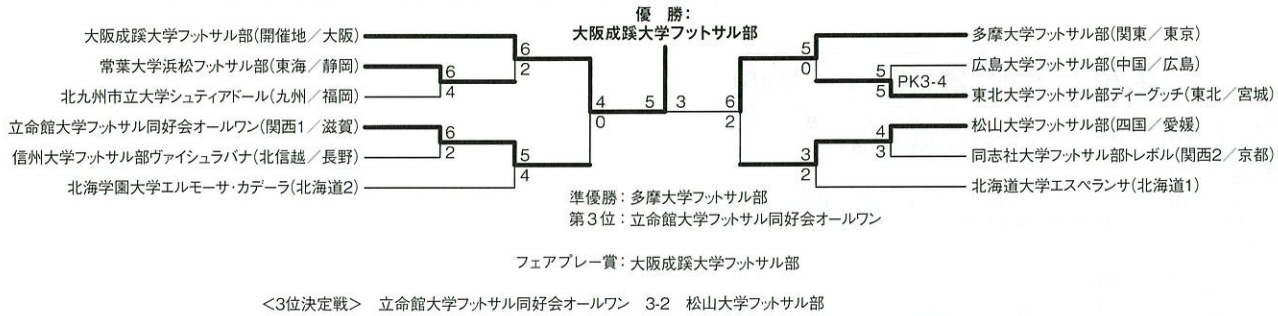 優　勝：
大阪成蹊大学フットサル部
大阪成蹊大学フットサル部（開催地／大阪）
常葉大学浜松フットサル部（東海／静岡）
北九州市立大学シュティアドール（九州／福岡）
立命館大学フットサル同好会オールワン（関西1／滋賀）
信州大学フットサル部ヴァイシュラバナ（北信越／長野）
北海学園大学エルモーサ・カデーラ（北海道2）
6
2
6
4
6
2
5
4
4
0
5
3
6
2
5
0
5
5
PK3-4
4
3
3
2
多摩大学フットサル部（関東／東京）
広島大学フットサル部（中国／広島）
東北大学フットサル部ディーグッチ（東北／宮城）
松山大学フットサル部（四国／愛媛）
同志社大学フットサル部トレボル（関西2／京都）
北海道大学エスペランサ（北海道1）
準優勝：多摩大学フットサル部
第３位：立命館大学フットサル同好会オールワン
フェアプレー賞：大阪成蹊大学フットサル部
＜3位決定戦＞　立命館大学フットサル同好会オールワン　3-2　松山大学フットサル部